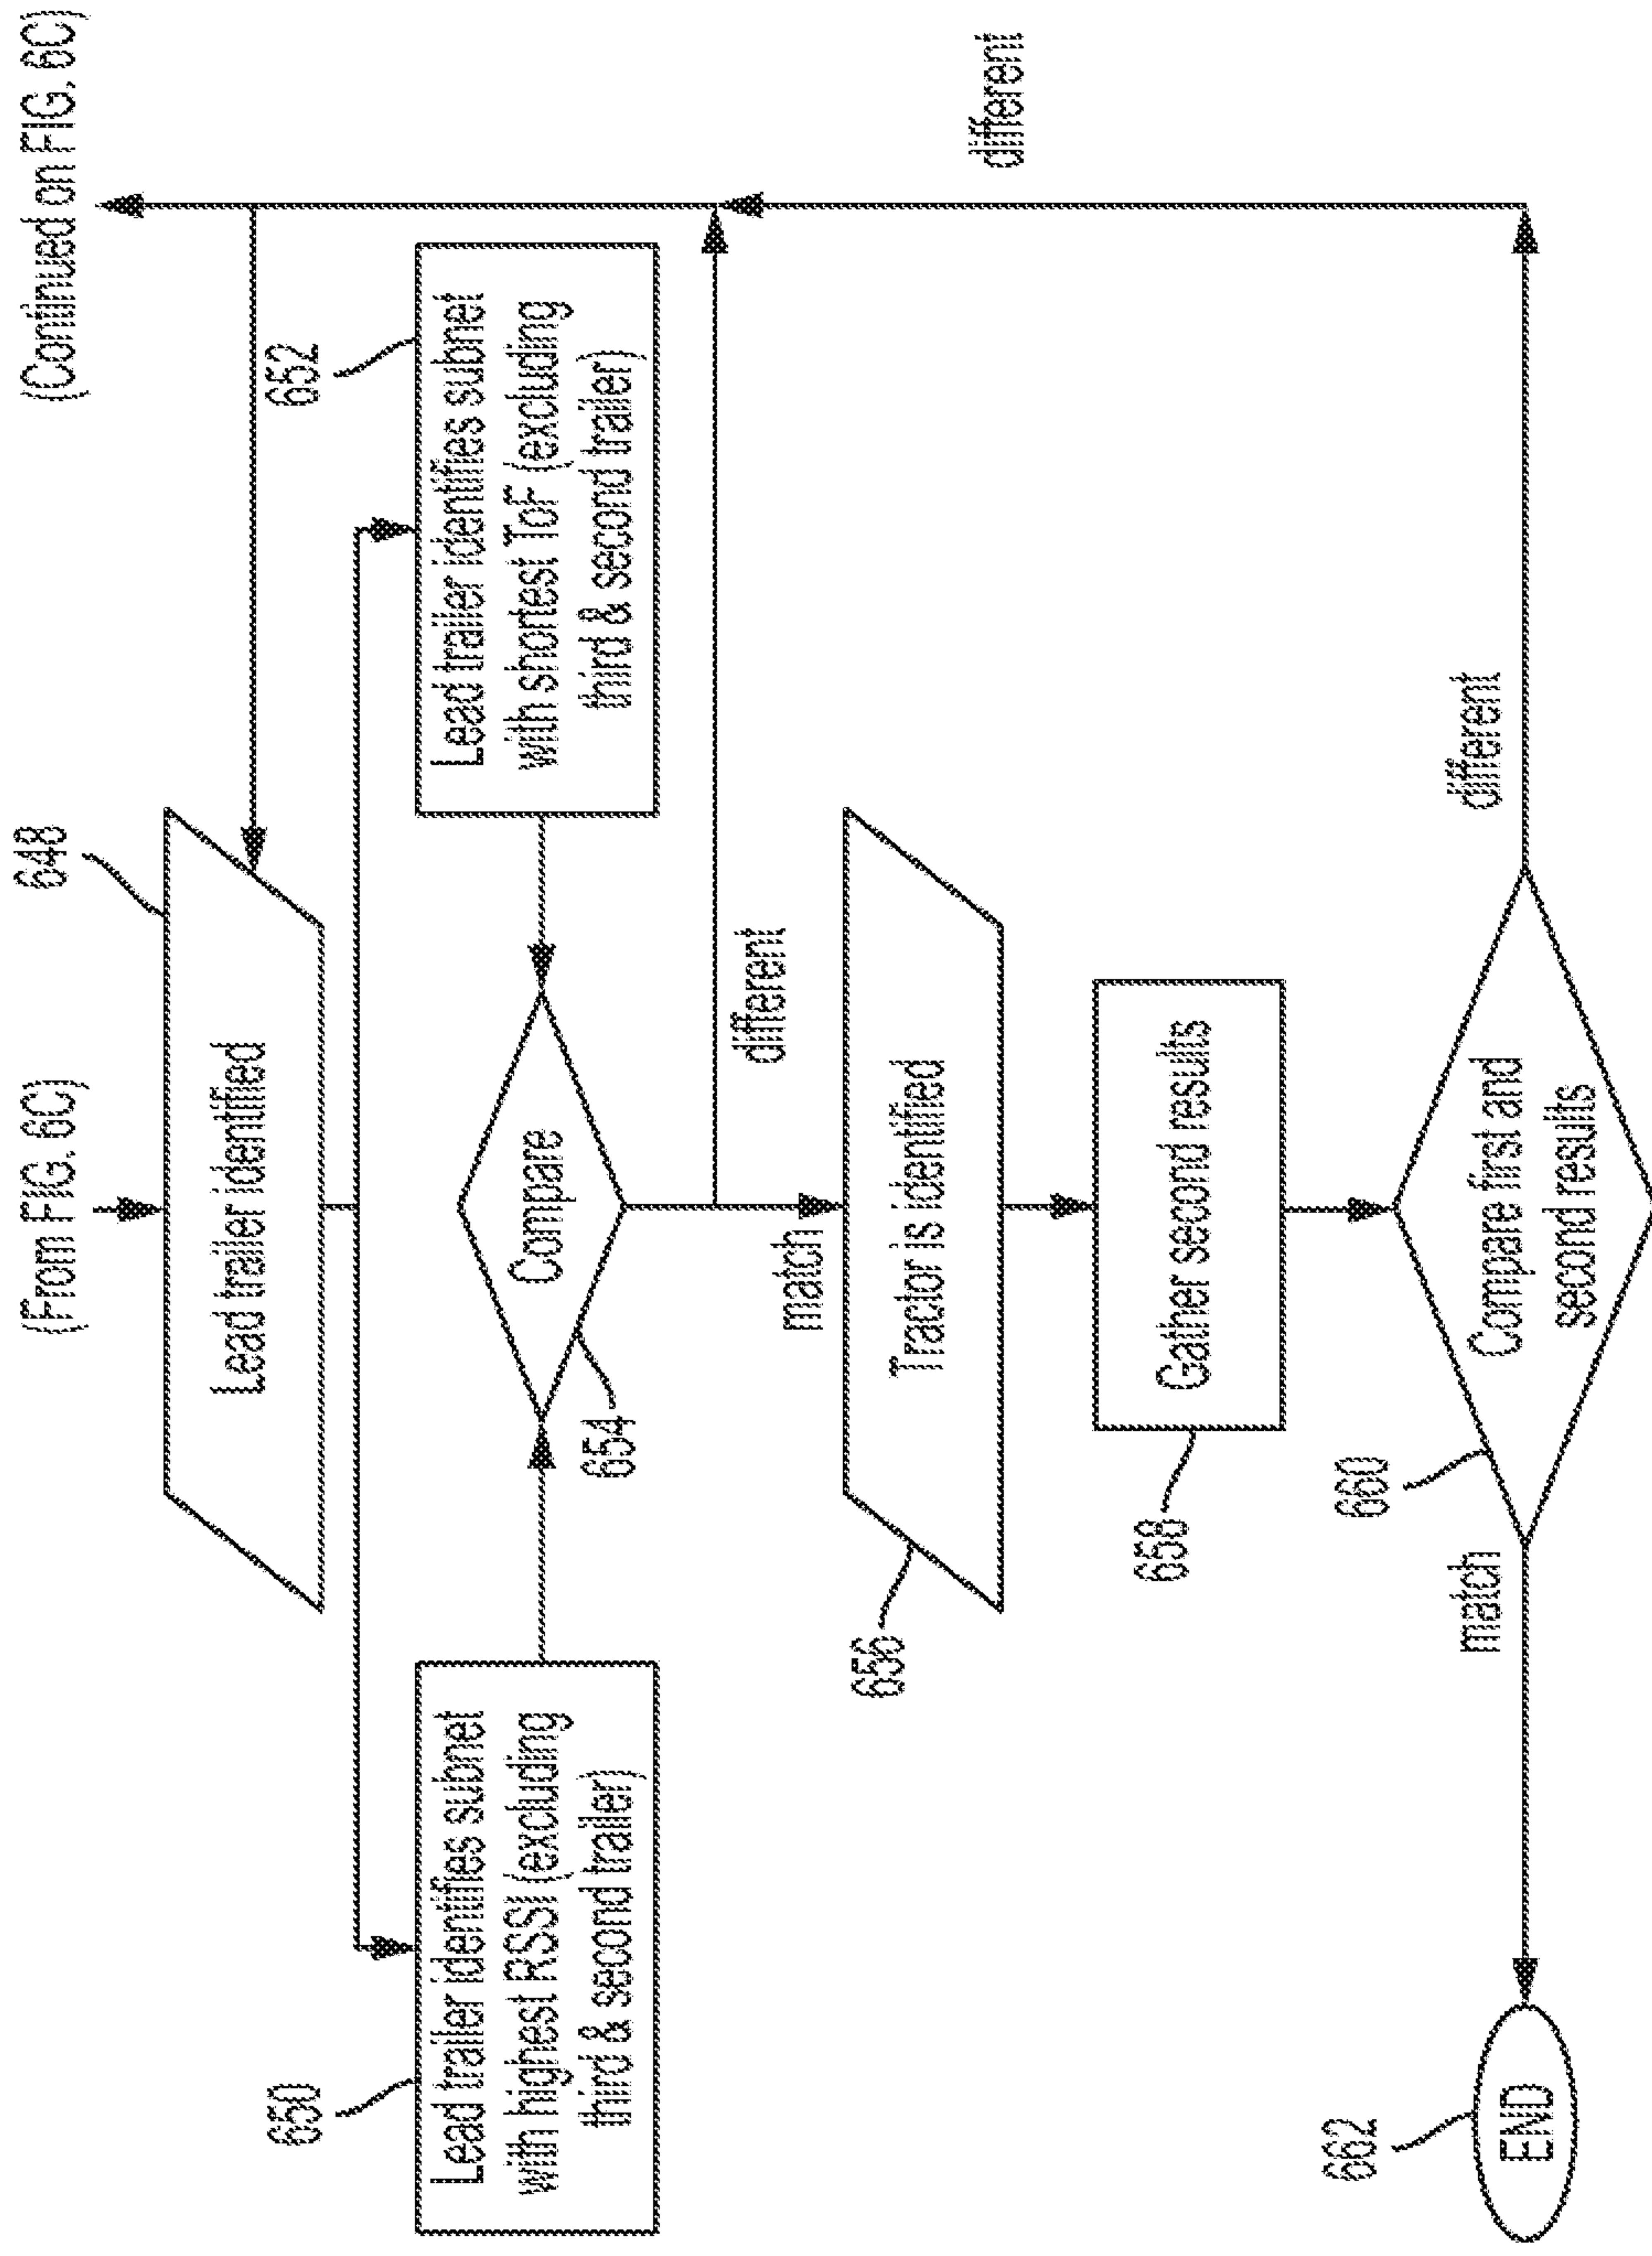 (From FIG. 6C)
(Continued on FIG. 6C)
648
Lead trailer identified
650
Lead trailer identifies subnet
with highest RSSI (excluding
third & second trailer)
652
Lead trailer identifies subnet
with shortest ToF (excluding
third & second trailer)
Compare
654
different
match
different
656
Tractor is identified
658
Gather second results
660
Compare first and
second results
match
different
662
END